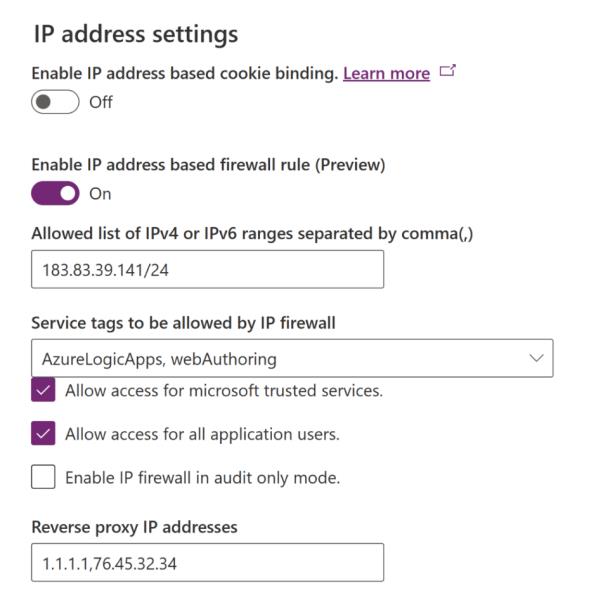 IP address settings
Enable IP address based cookie binding. Learn more
Off
Enable IP address based firewall rule (Preview)
On
Allowed list of IPv4 or IPv6 ranges separated by comma(,)
183.83.39.141/24
Service tags to be allowed by IP firewall
AzureLogicApps, webAuthoring
Allow access for microsoft trusted services.
Allow access for all application users.
Enable IP firewall in audit only mode.
Reverse proxy IP addresses
1.1.1.1,76.45.32.34